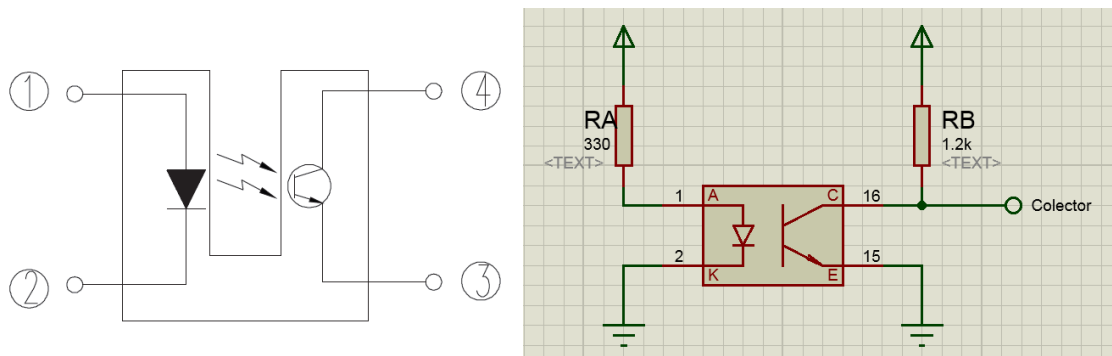 ①
④
②
③
RA
330
<TEXT>
RB
1.2k
<TEXT>
1
A
C
16
Colector
2
K
E
15